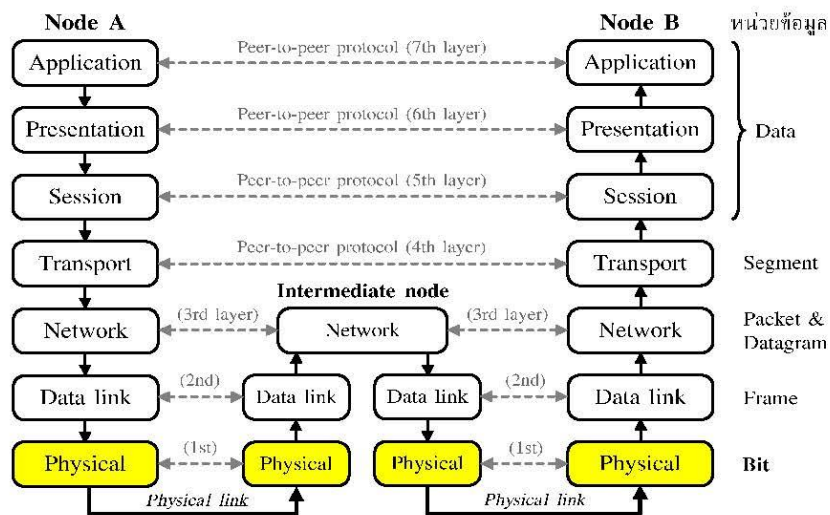 Node A Node B หน่วยข้อมูล
Application Peer-to-peer protocol (7th layer) Application
Presentation Peer-to-peer protocol (6th layer) Presentation Data
Session Peer-to-peer protocol (5th layer) Session
Transport Peer-to-peer protocol (4th layer) Transport Segment
Intermediate node
Network (3rd layer) Network (3rd layer) Network Packet &
Datagram
Data link (2nd) Data link Data link (2nd) Data link Frame
Physical (1st) Physical Physical (1st) Physical Bit
Physical link Physical link